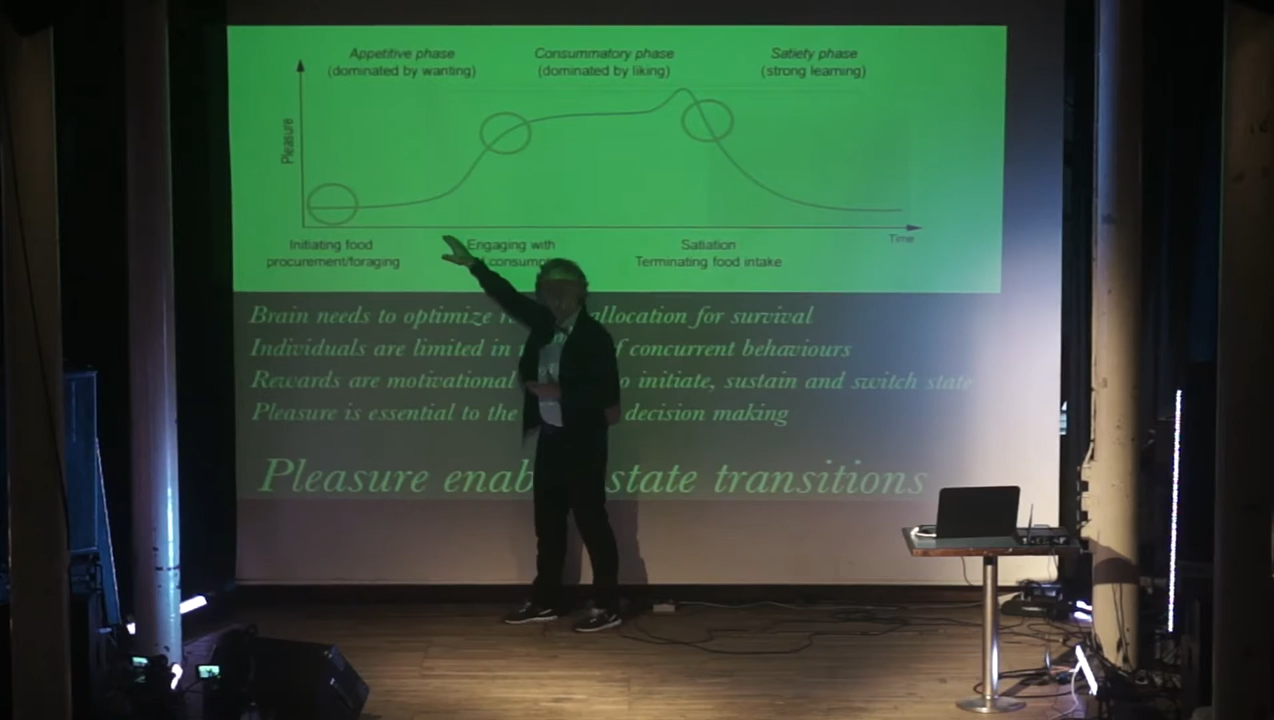 Appetitive phase
(dominated by wanting)
Consummatory phase
(dominated by liking)
Satiety phase
(strong learning)
Pleasure
Time
Initiating food
procurement/foraging
Engaging with
Satiation
Terminating food intake
Brain needs to optimize allocation for survival
Individuals are limited in concurrent behaviours
Rewards are motivational to initiate, sustain and switch state
Pleasure is essential to the decision making
Pleasure state transitions